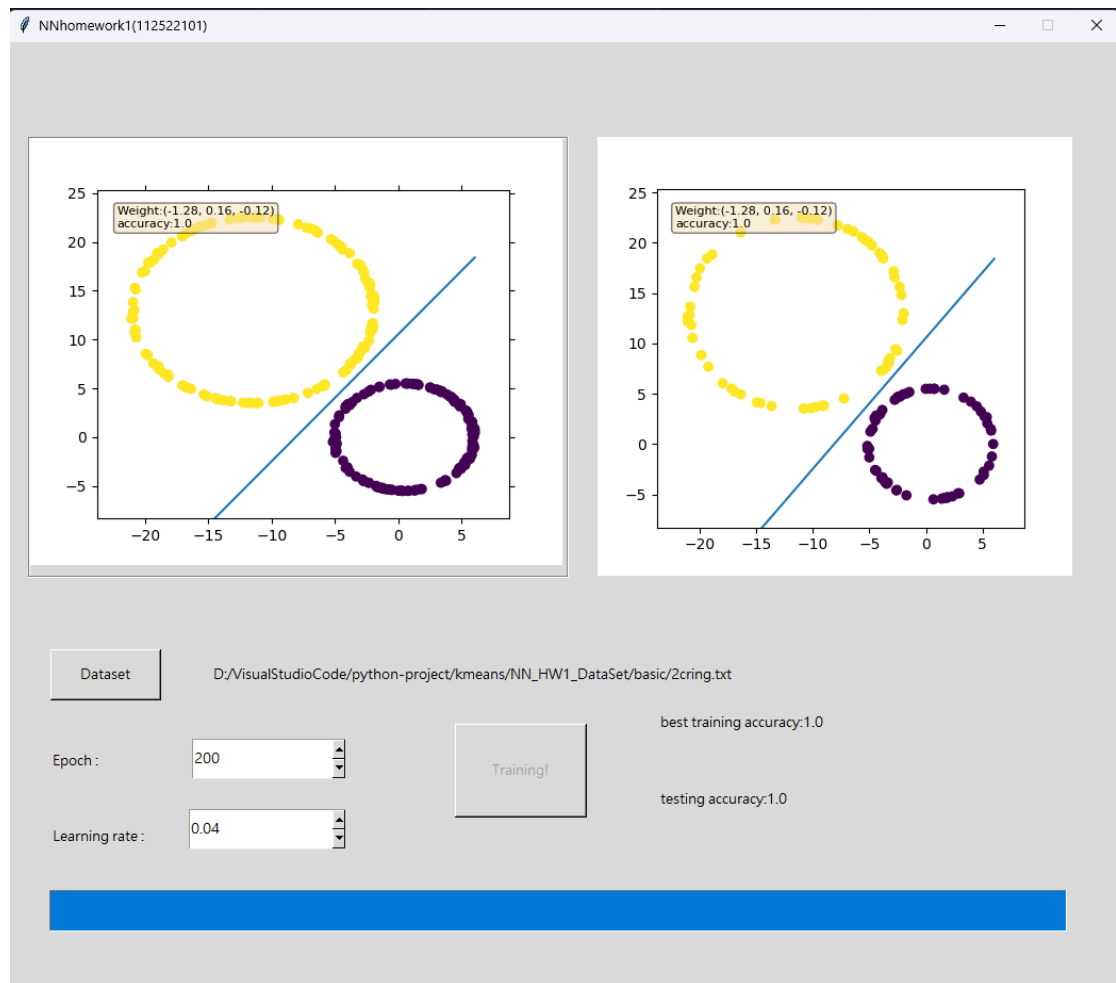 NNhomework1(112522101)
Weight:(-1.28, 0.16, -0.12)
accuracy:1.0
25
20
15
10
5
0
−5
−20 −15 −10 −5 0 5
Weight:(-1.28, 0.16, -0.12)
accuracy:1.0
25
20
15
10
5
0
−5
−20 −15 −10 −5 0 5
Dataset
D:/VisualStudioCode/python-project/kmeans/NN_HW1_DataSet/basic/2cring.txt
best training accuracy:1.0
Epoch :
200
Training!
testing accuracy:1.0
Learning rate :
0.04